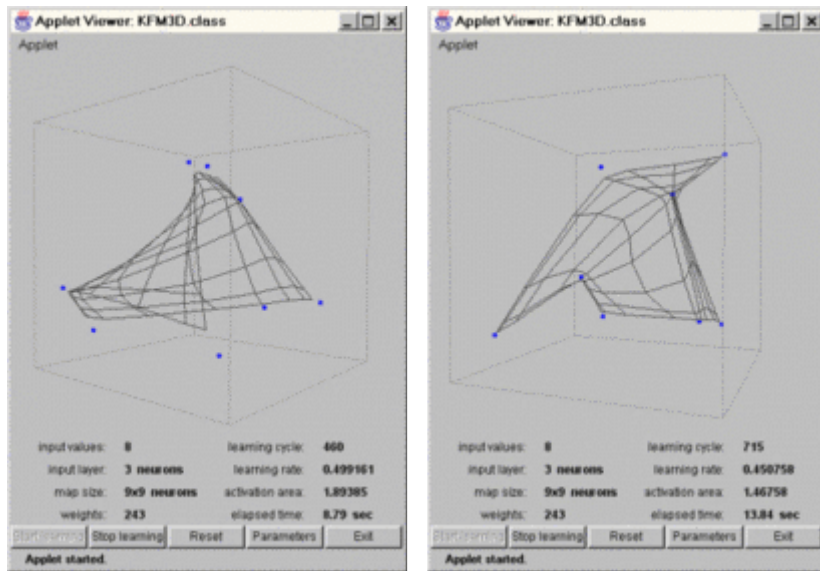 Applet Viewer: KFM3D.class
Applet
input values: 8 learning cycle: 460
input layer: 3 neurons learning rate: 0.499161
map size: 9x9 neurons activation area: 1.89385
weights: 243 elapsed time: 8.79 sec
Start learning Stop learning Reset Parameters Exit
Applet started.
Applet Viewer: KFM3D.class
Applet
input values: 8 learning cycle: 715
input layer: 3 neurons learning rate: 0.450758
map size: 9x9 neurons activation area: 1.46758
weights: 243 elapsed time: 13.84 sec
Start learning Stop learning Reset Parameters Exit
Applet started.